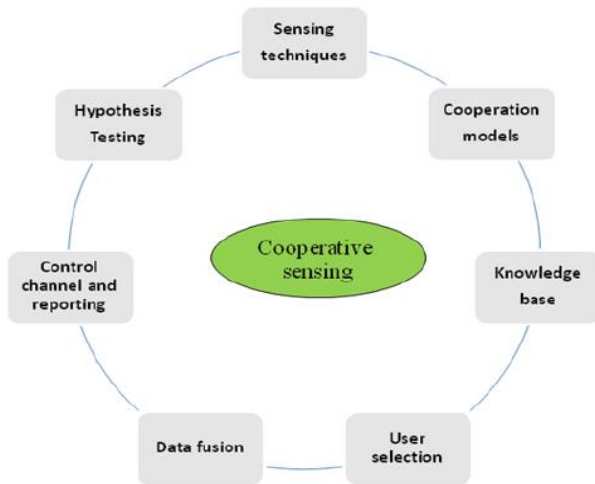 Sensing
techniques
Cooperation
models
Knowledge
base
User
selection
Data fusion
Control
channel and
reporting
Hypothesis
Testing
Cooperative
sensing